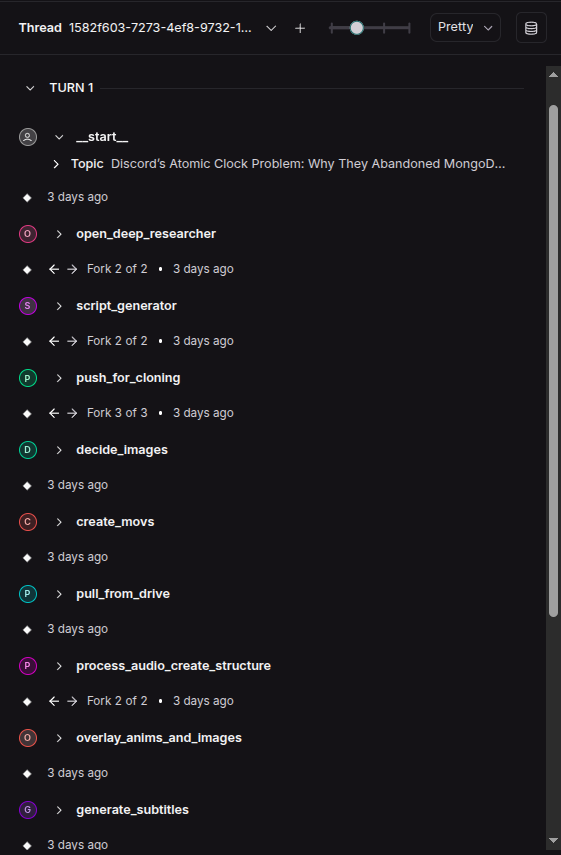 Thread 1582f603-7273-4ef8-9732-1... Pretty
TURN 1
__start__
Topic Discord’s Atomic Clock Problem: Why They Abandoned MongoD...
3 days ago
O open_deep_researcher
Fork 2 of 2 • 3 days ago
S script_generator
Fork 2 of 2 • 3 days ago
P push_for_cloning
Fork 3 of 3 • 3 days ago
D decide_images
3 days ago
C create_movs
3 days ago
P pull_from_drive
3 days ago
P process_audio_create_structure
Fork 2 of 2 • 3 days ago
O overlay_anims_and_images
3 days ago
G generate_subtitles
3 days ago